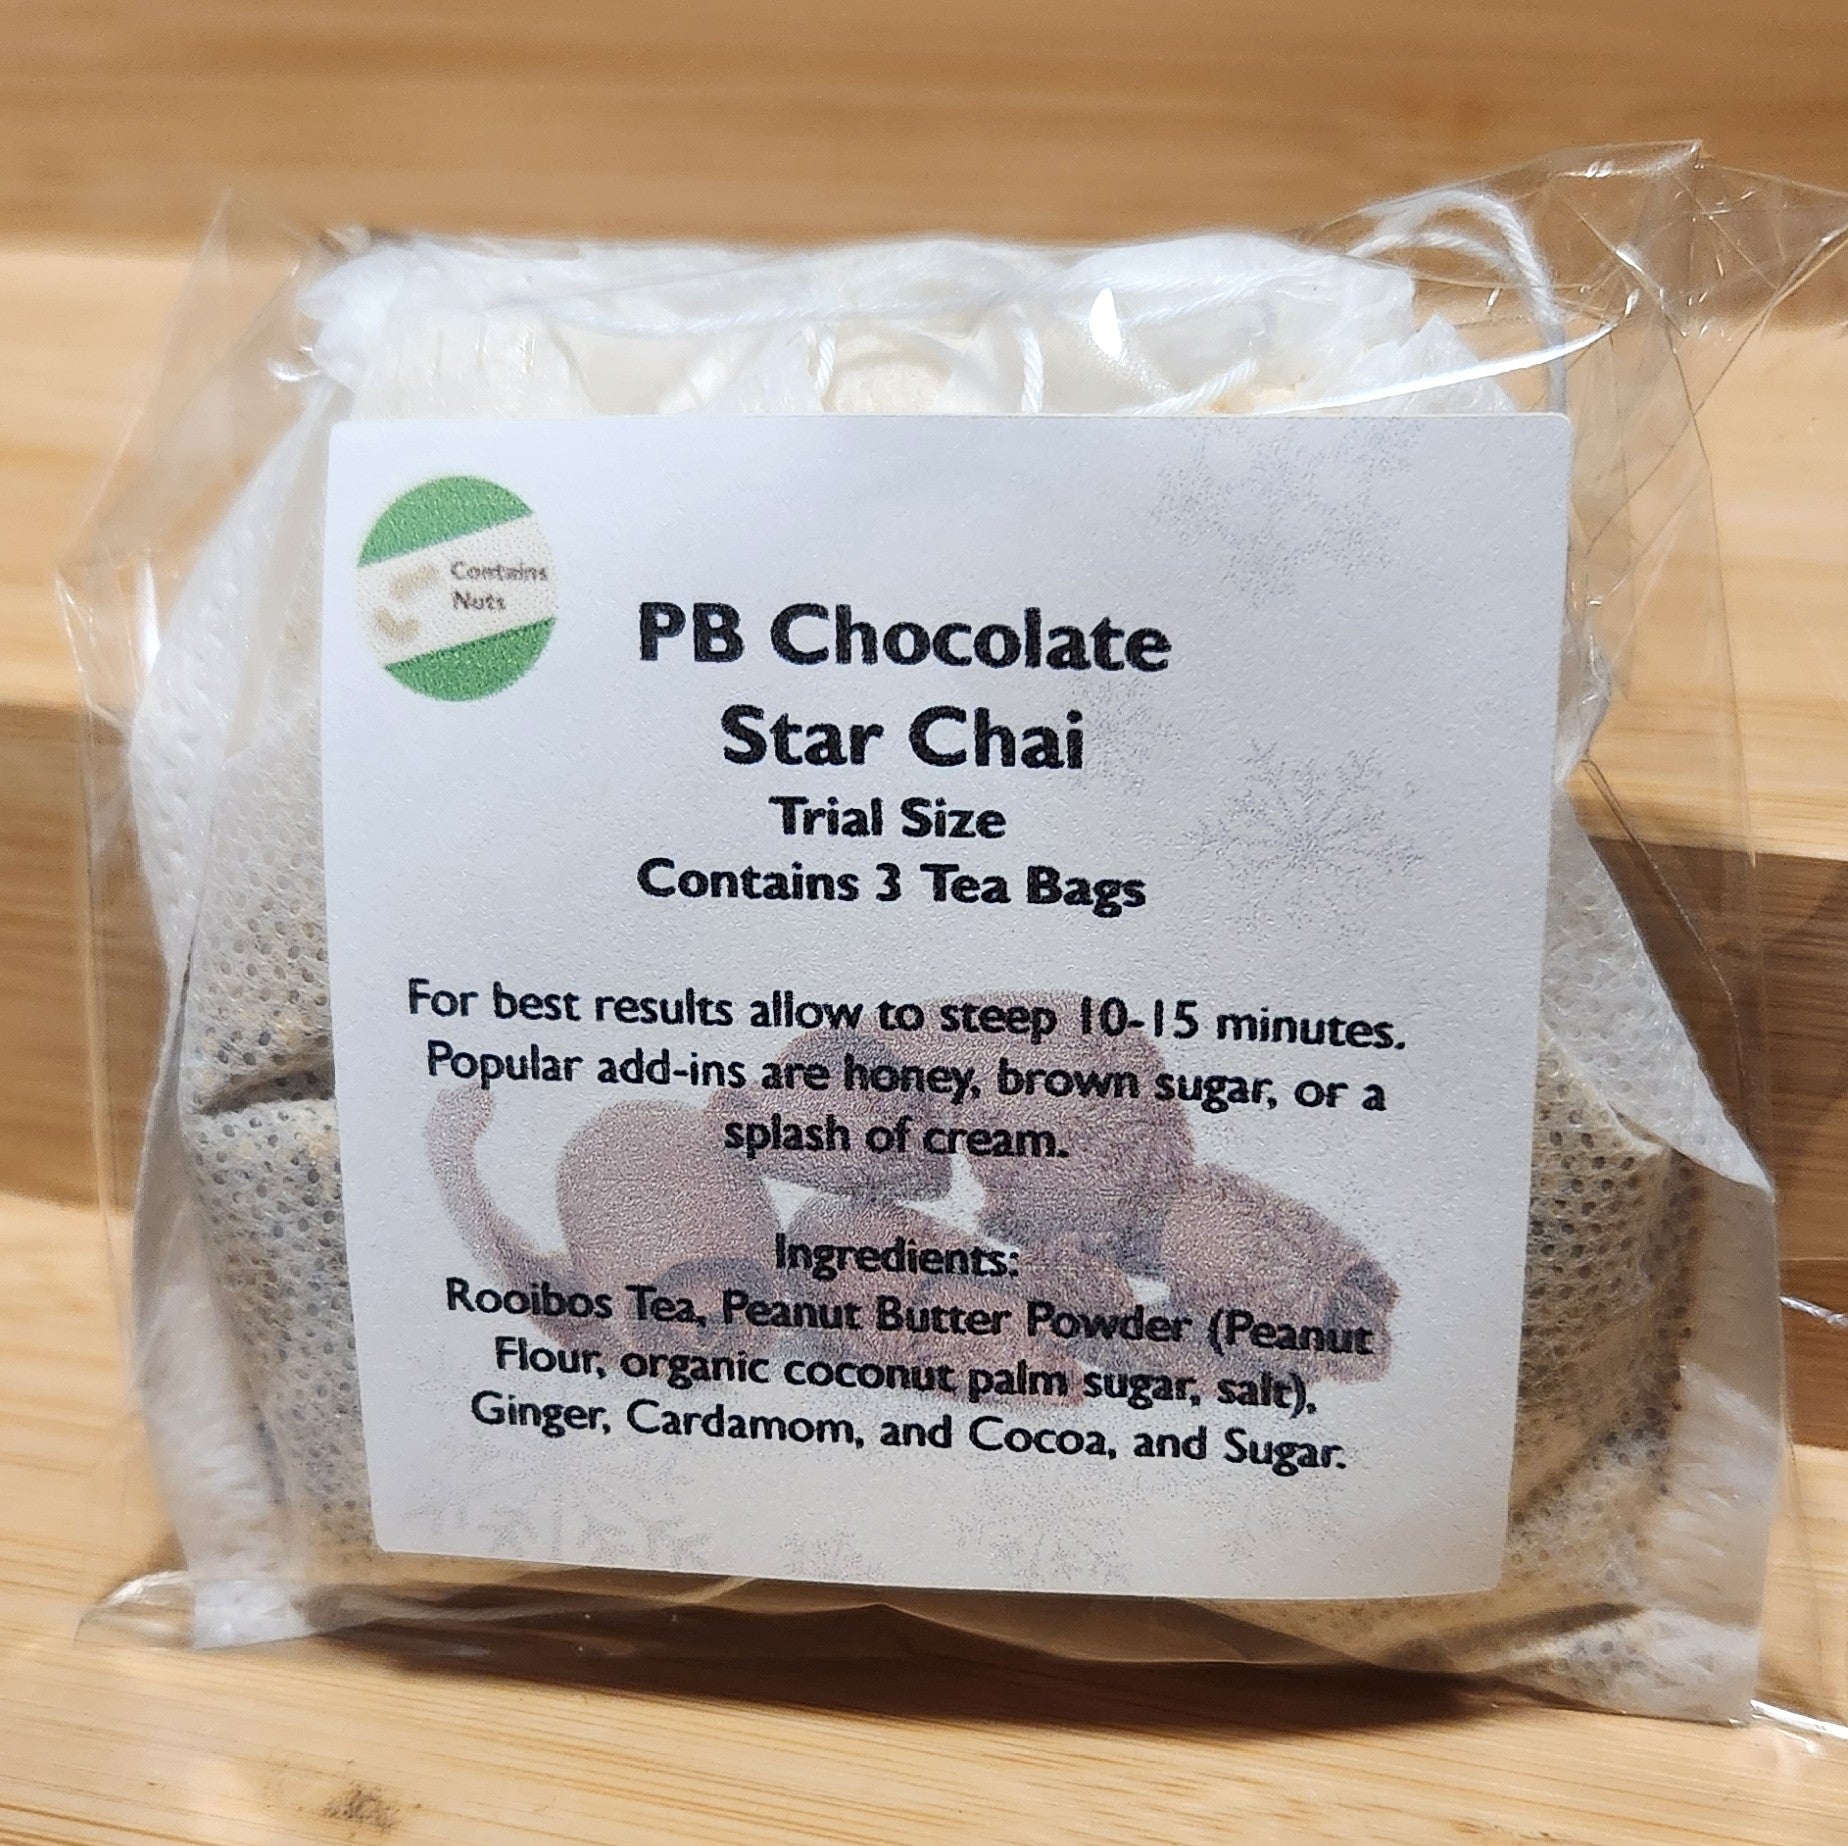 Contains
Nuts
PB Chocolate
Star Chai
Trial Size
Contains 3 Tea Bags
For best results allow to steep 10-15 minutes.
Popular add-ins are honey, brown sugar, or a
splash of cream.
Ingredients:
Rooibos Tea, Peanut Butter Powder (Peanut
Flour, organic coconut palm sugar, salt),
Ginger, Cardamom, and Cocoa, and Sugar.